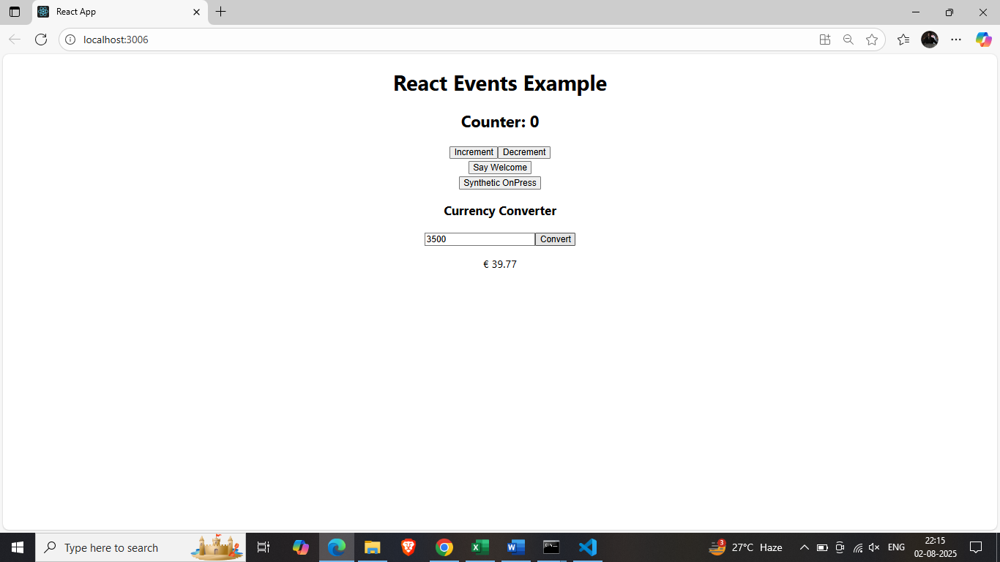 React App
localhost:3006
React Events Example
Counter: 0
Increment Decrement
Say Welcome
Synthetic OnPress
Currency Converter
3500 Convert
€ 39.77
Type here to search
3
27°C Haze
ENG
22:15
02-08-2025